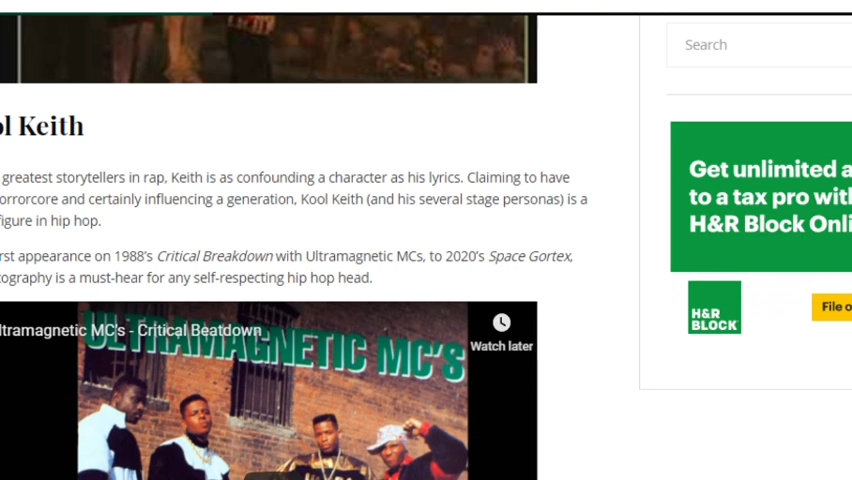 Search
ol Keith
greatest storytellers in rap, Keith is as confounding a character as his lyrics. Claiming to have
orrorcore and certainly influencing a generation, Kool Keith (and his several stage personas) is a
figure in hip hop.
rst appearance on 1988's Critical Breakdown with Ultramagnetic MCs, to 2020's Space Gortex,
ography is a must-hear for any self-respecting hip hop head.
ltramagnetic MC's - Critical Beatdown
Watch later
ULTRAMAGNETIC MC'S
Get unlimited a
to a tax pro with
H&R Block Onli
H&R
BLOCK
File o